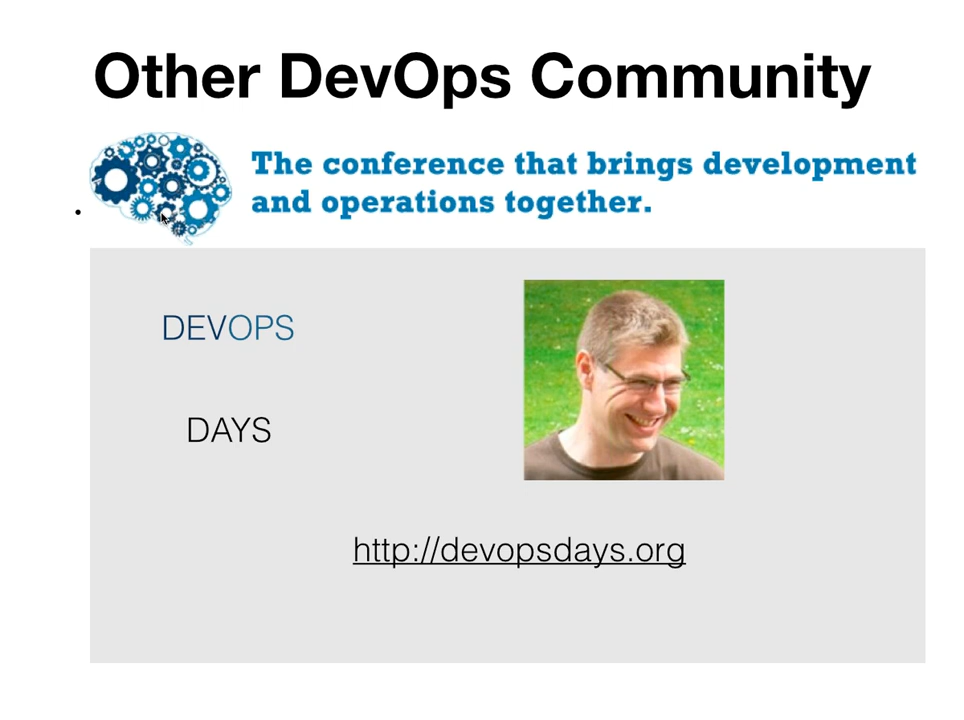 Other DevOps Community
The conference that brings development
and operations together.
DEVOPS
DAYS
http://devopsdays.org